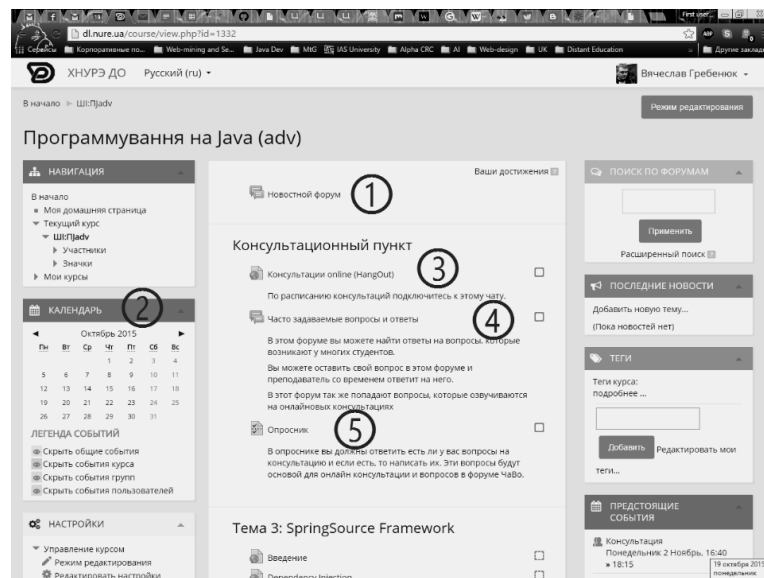 First user...
dl.nure.ua/course/view.php?id=1332
Сервисы Корпоративные по... Web-mining and Se... Java Dev MtG IAS University Alpha CRC AI Web-design UK Distant Education » Другие заклад
ХНУРЭ ДО Русский (ru) Вячеслав Гребенюк
В начало ШІ:ПJadv
Режим редактирования
Программування на Java (adv)
НАВИГАЦИЯ
В начало
Моя домашняя страница
Текущий курс
ШІ:ПJadv
Участники
Значки
Мои курсы
КАЛЕНДАРЬ 2
◄ Октябрь 2015 ►
Пн Вт Ср Чт Пт Сб Вс
1 2 3 4
5 6 7 8 9 10 11
12 13 14 15 16 17 18
19 20 21 22 23 24 25
26 27 28 29 30 31
ЛЕГЕНДА СОБЫТИЙ
Скрыть общие события
Скрыть события курса
Скрыть события групп
Скрыть события пользователей
НАСТРОЙКИ
Управление курсом
Режим редактирования
Редактировать настройки
Ваши достижения
Новостной форум 1
Консультационный пункт
Консультации online (HangOut) 3
По расписанию консультаций подключитесь к этому чату.
Часто задаваемые вопросы и ответы 4
В этом форуме вы можете найти ответы на вопросы, которые
возникают у многих студентов.
Вы можете оставить свой вопрос в этом форуме и
преподаватель со временем ответит на него.
В этот форум так же попадают вопросы, которые озвучиваются
на онлайновых консультациях
Опросник 5
В опроснике вы должны ответить есть ли у вас вопросы на
консультацию и если есть, то написать их. Эти вопросы будут
основой для онлайн консультации и вопросов в форуме ЧаВо.
Тема 3: SpringSource Framework
Введение
Dependency Injection
ПОИСК ПО ФОРУМАМ
Применить
Расширенный поиск
ПОСЛЕДНИЕ НОВОСТИ
Добавить новую тему...
(Пока новостей нет)
ТЕГИ
Теги курса:
подробнее ...
Добавить Редактировать мои
теги...
ПРЕДСТОЯЩИЕ
СОБЫТИЯ
Консультация
Понедельник 2 Ноябрь, 16:40
» 18:15
19 октября 2015
понедельник